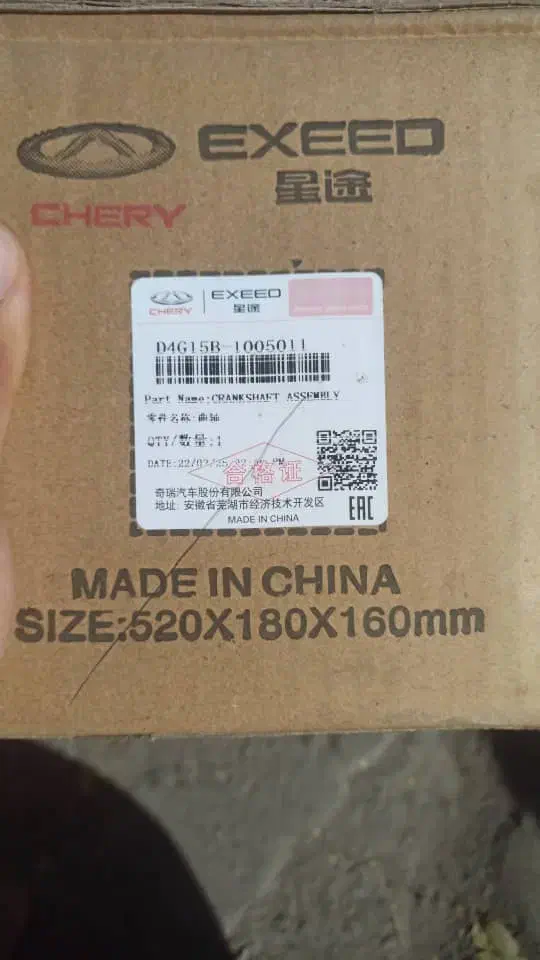 EXEED
星途
CHERY
CHERY EXEED
星途
D4G15B-1005011
Part Name:CRANKSHAFT ASSEMBLY
零件名称:曲轴
QTY/数量:1
合格证
奇瑞汽车股份有限公司
地址: 安徽省芜湖市经济技术开发区
MADE IN CHINA
EAC
MADE IN CHINA
SIZE:520X180X160mm